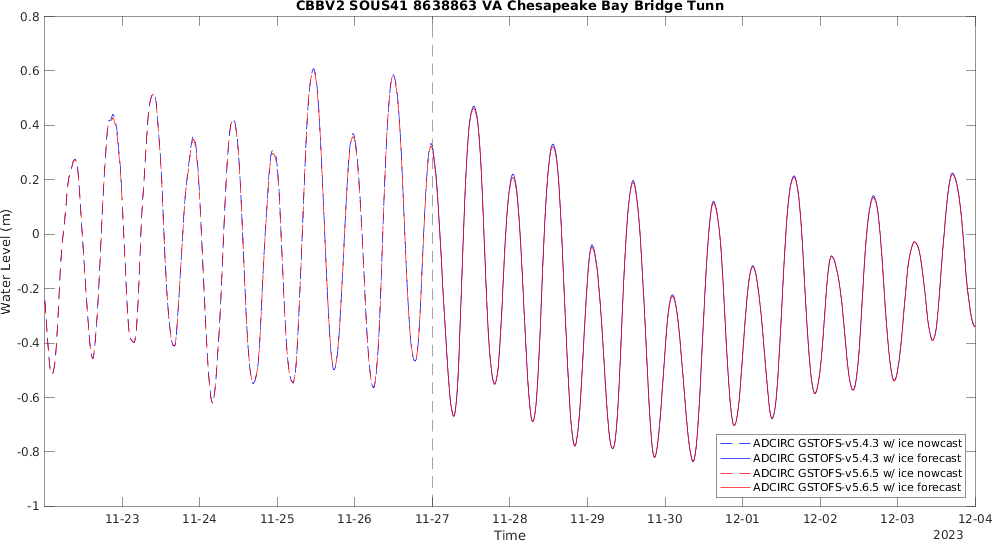 CBBV2 SOUS41 8638863 VA Chesapeake Bay Bridge Tunn
0.8
0.6
0.4
0.2
0
-0.2
-0.4
-0.6
-0.8
-1
Water Level (m)
ADCIRC GSTOFS-v5.4.3 w/ ice nowcast
ADCIRC GSTOFS-v5.4.3 w/ ice forecast
ADCIRC GSTOFS-v5.6.5 w/ ice nowcast
ADCIRC GSTOFS-v5.6.5 w/ ice forecast
11-23 11-24 11-25 11-26 11-27 11-28 11-29 11-30 12-01 12-02 12-03 12-04
Time
2023